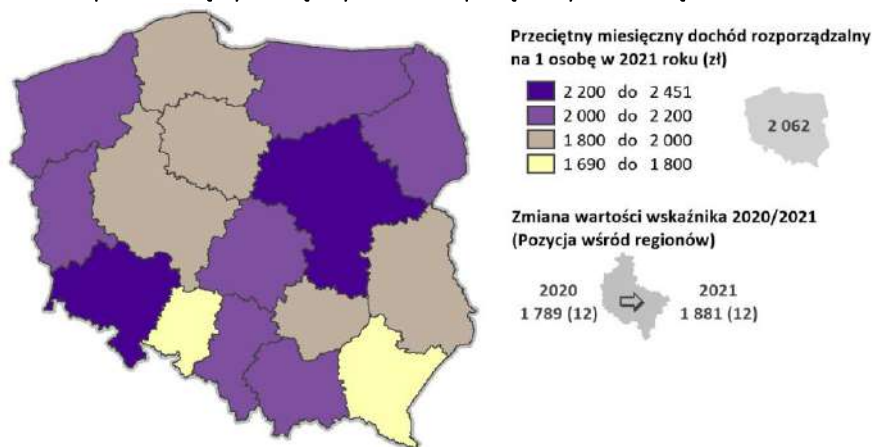 Przeciętny miesięczny dochód rozporządzalny
na 1 osobę w 2021 roku (zł)
2 200 do 2 451
2 000 do 2 200
1 800 do 2 000
1 690 do 1 800
2 062
Zmiana wartości wskaźnika 2020/2021
(Pozycja wśród regionów)
2020
1 789 (12)
2021
1 881 (12)